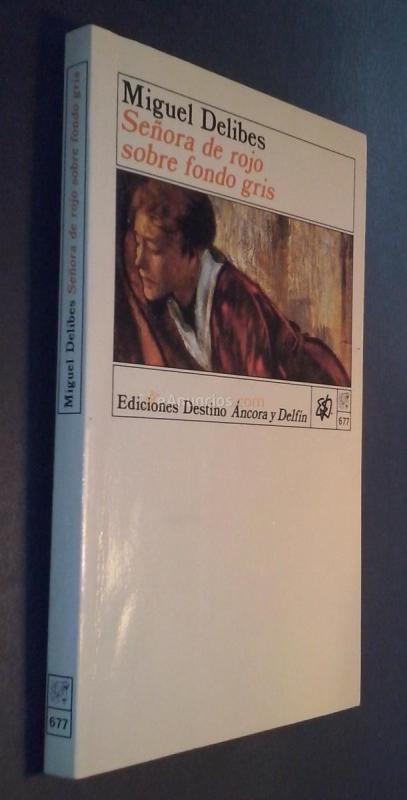 Miguel Delibes
Señora de rojo
sobre fondo gris
Ediciones Destino Áncora y Delfín
677
Miguel Delibes Señora de rojo sobre fondo gris
677